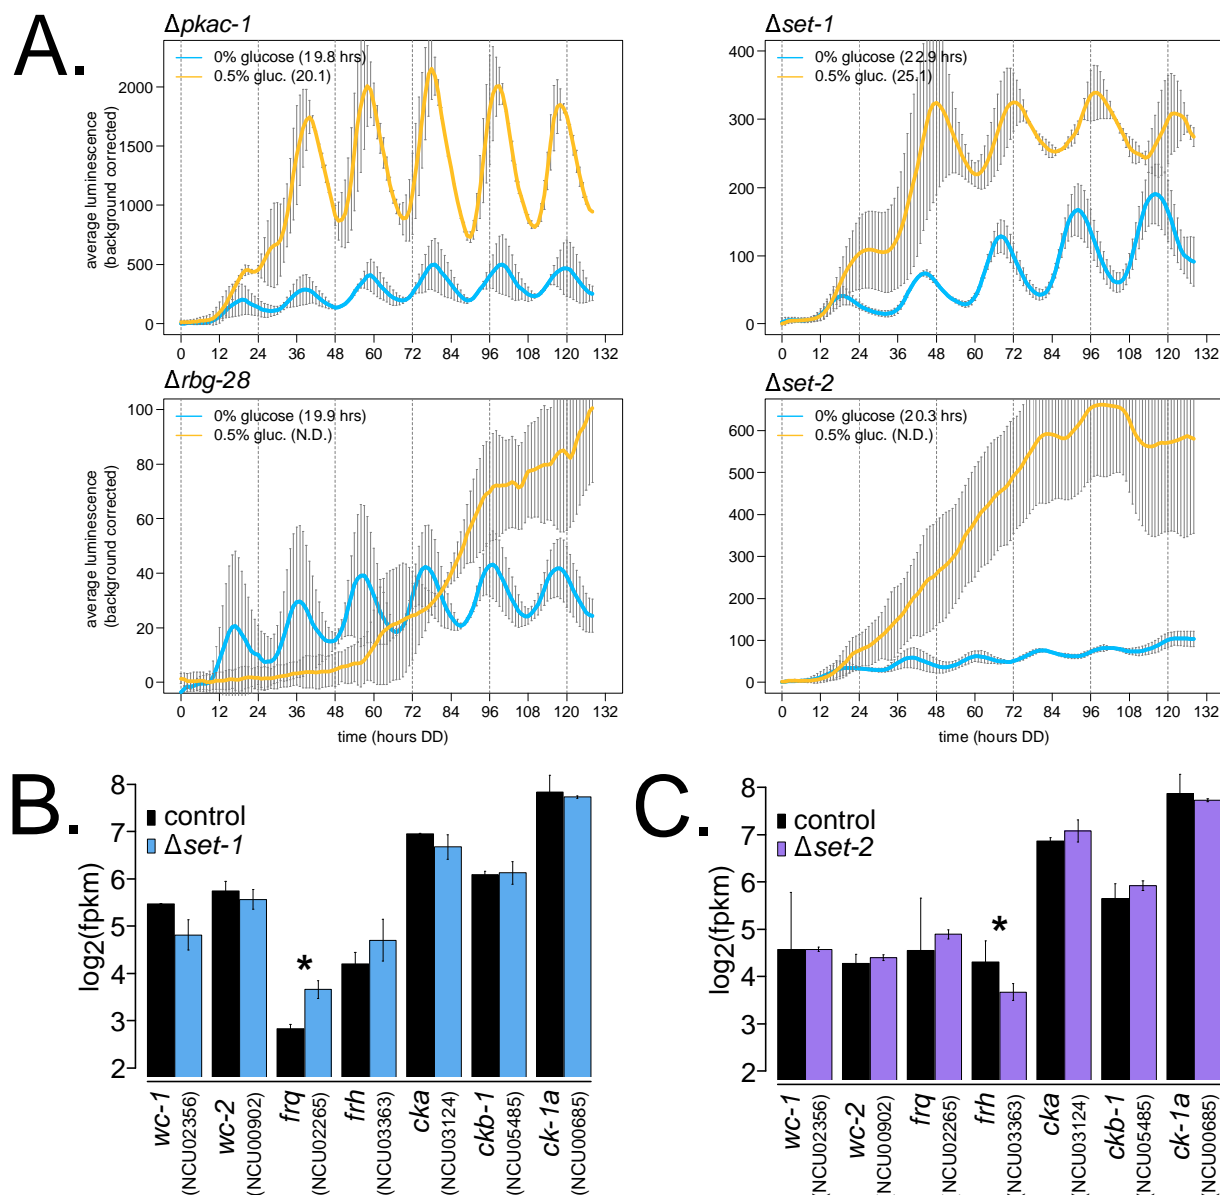 A.
Δpkac-1
0% glucose (19.8 hrs)
0.5% gluc. (20.1)
average luminescence
(background corrected)
2000
1500
1000
500
0
0 12 24 36 48 60 72 84 96 108 120 132
Δset-1
0% glucose (22.9 hrs)
0.5% gluc. (25.1)
400
300
200
100
0
0 12 24 36 48 60 72 84 96 108 120 132
Δrbg-28
0% glucose (19.9 hrs)
0.5% gluc. (N.D.)
average luminescence
(background corrected)
100
80
60
40
20
0
0 12 24 36 48 60 72 84 96 108 120 132
time (hours DD)
Δset-2
0% glucose (20.3 hrs)
0.5% gluc. (N.D.)
600
500
400
300
200
100
0
0 12 24 36 48 60 72 84 96 108 120 132
time (hours DD)
B.
control
Δset-1
log2(fpkm)
8
7
6
5
4
3
2
*
wc-1 (NCU02356)
wc-2 (NCU00902)
frq (NCU02265)
frh (NCU03363)
cka (NCU03124)
ckb-1 (NCU05485)
ck-1a (NCU00685)
C.
control
Δset-2
log2(fpkm)
8
7
6
5
4
3
2
*
wc-1 (NCU02356)
wc-2 (NCU00902)
frq (NCU02265)
frh (NCU03363)
cka (NCU03124)
ckb-1 (NCU05485)
ck-1a (NCU00685)